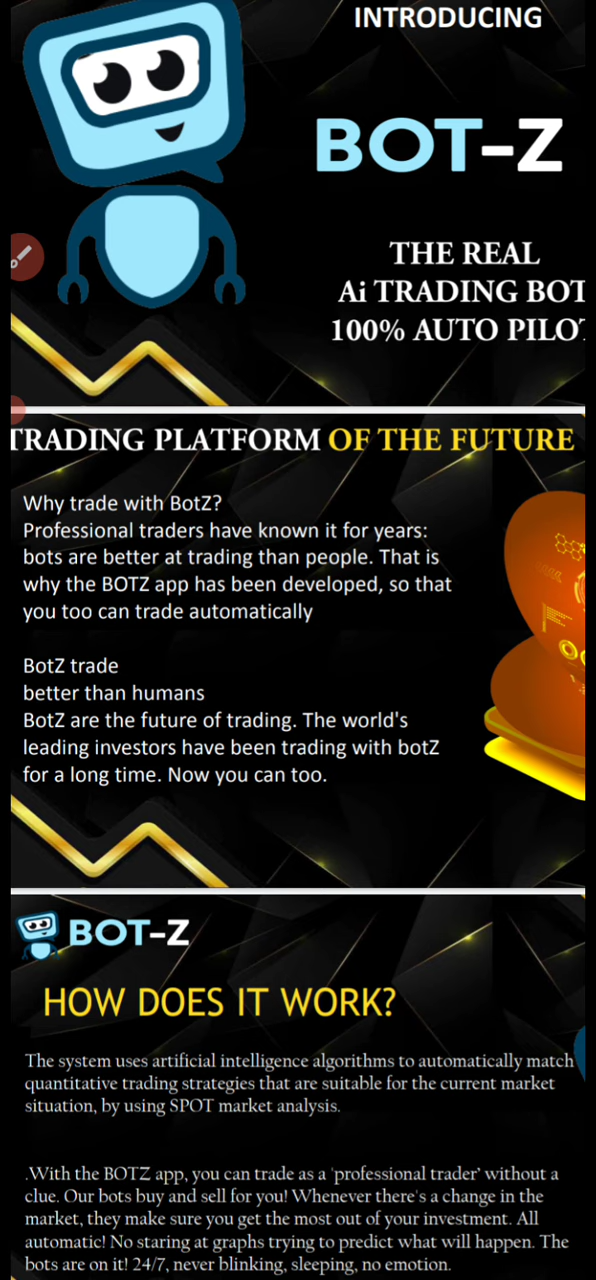 INTRODUCING
BOT-Z
THE REAL
Ai TRADING BOT
100% AUTO PILOT
TRADING PLATFORM OF THE FUTURE
Why trade with BotZ?
Professional traders have known it for years:
bots are better at trading than people. That is
why the BOTZ app has been developed, so that
you too can trade automatically
BotZ trade
better than humans
BotZ are the future of trading. The world's
leading investors have been trading with botZ
for a long time. Now you can too.
BOT-Z
HOW DOES IT WORK?
The system uses artificial intelligence algorithms to automatically match
quantitative trading strategies that are suitable for the current market
situation, by using SPOT market analysis.
.With the BOTZ app, you can trade as a 'professional trader' without a
clue. Our bots buy and sell for you! Whenever there's a change in the
market, they make sure you get the most out of your investment. All
automatic! No staring at graphs trying to predict what will happen. The
bots are on it! 24/7, never blinking, sleeping, no emotion.